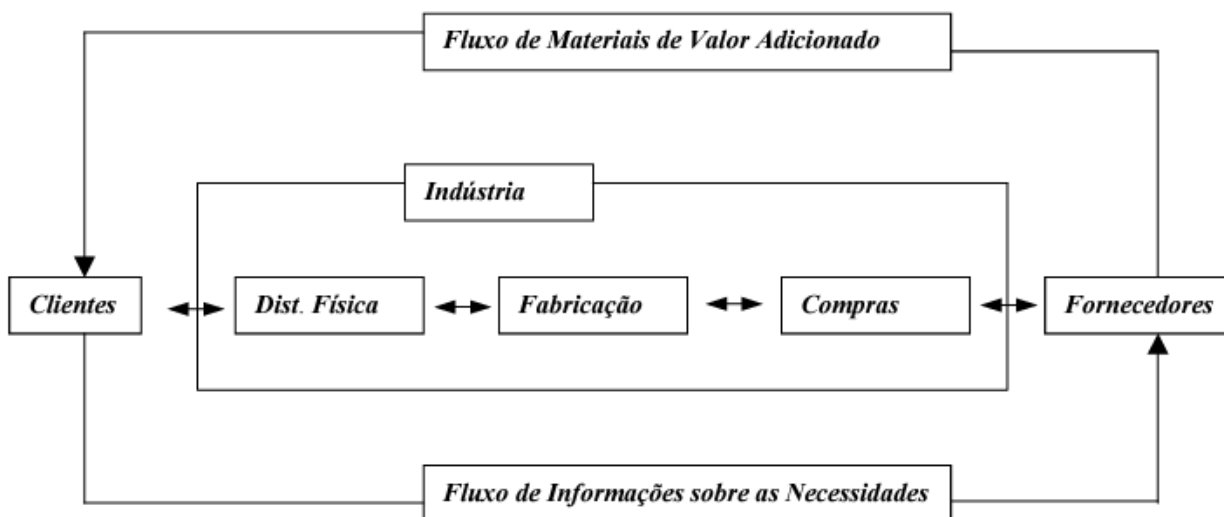 Fluxo de Materiais de Valor Adicionado
Indústria
Clientes
Dist. Física
Fabricação
Compras
Fornecedores
Fluxo de Informações sobre as Necessidades